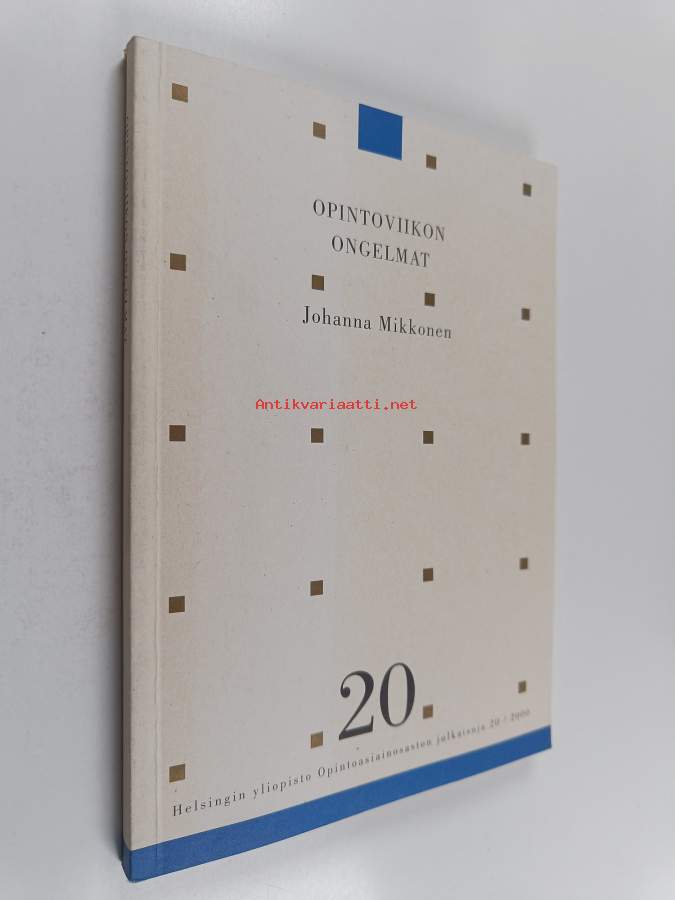 OPINTOVIIKON
ONGELMAT
Johanna Mikkonen
Antikvariaatti.net
20
Helsingin yliopisto Opintoasiainosaston julkaisuja 20 / 2000